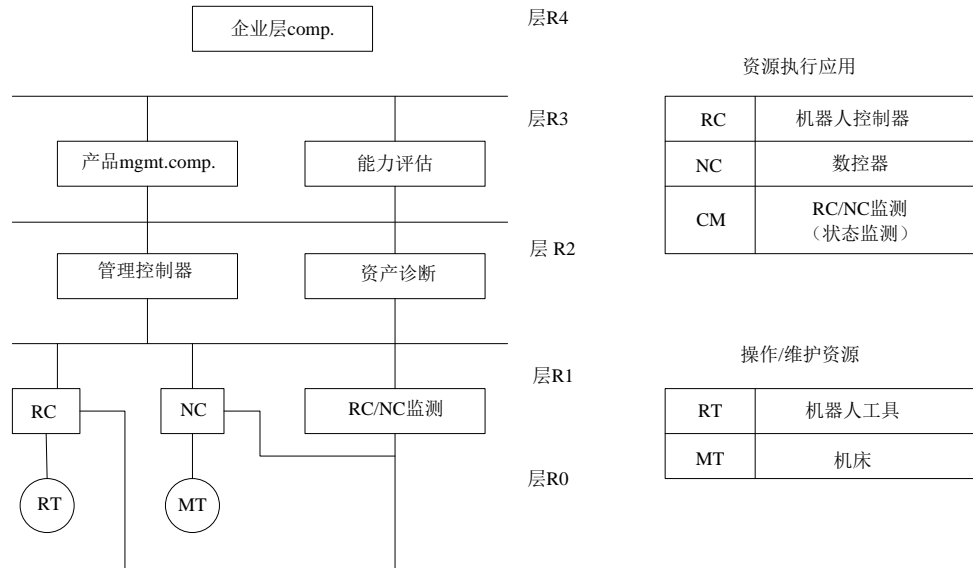 企业层comp.
层R4
层R3
产品mgmt.comp.
能力评估
层 R2
管理控制器
资产诊断
层R1
RC
NC
RC/NC监测
层R0
RT
MT
资源执行应用
RC
机器人控制器
NC
数控器
CM
RC/NC监测
（状态监测）
操作/维护资源
RT
机器人工具
MT
机床